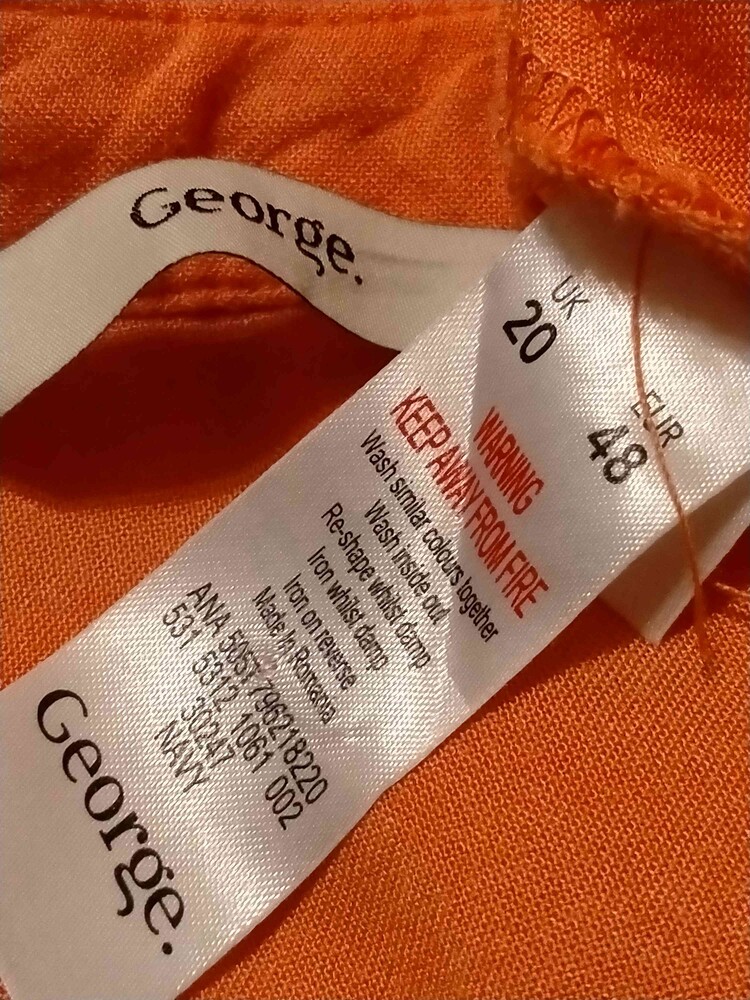 George.
UK
20
EUR
48
WARNING
KEEP AWAY FROM FIRE
Wash similar colours together
Wash inside out
Re-shape whilst damp
Iron whilst damp
Iron on reverse
Made In Romania
ANA 5057796218220
531 5312 1061 002
30247
NAVY
George.